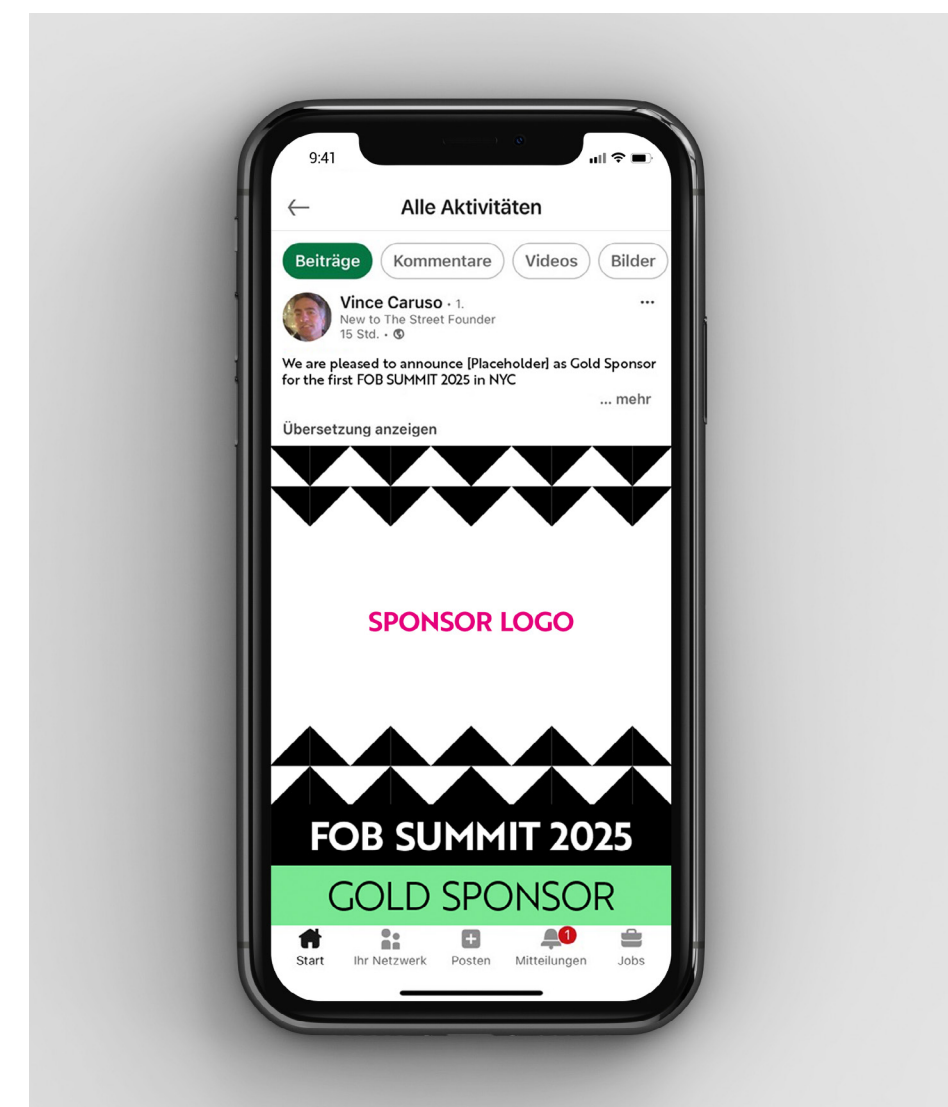 9:41
Alle Aktivitäten
Beiträge Kommentare Videos Bilder
Vince Caruso • 1.
New to The Street Founder
15 Std. •
We are pleased to announce [Placeholder] as Gold Sponsor
for the first FOB SUMMIT 2025 in NYC
... mehr
Übersetzung anzeigen
SPONSOR LOGO
FOB SUMMIT 2025
GOLD SPONSOR
1
Start Ihr Netzwerk Posten Mitteilungen Jobs